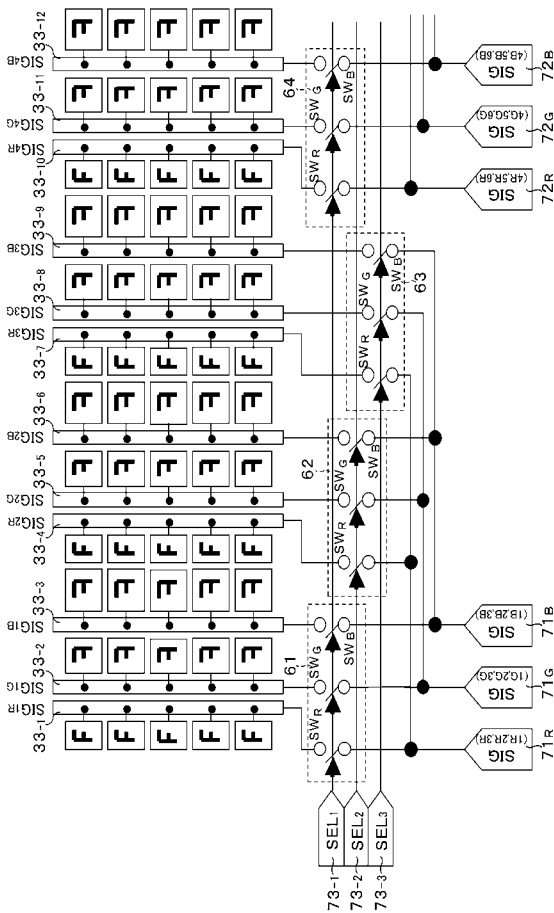 33-1 33-2 33-3 33-4 33-5 33-6 33-7 33-8 33-9 33-10 33-11 33-12
SIG1R SIG1G SIG1B SIG2R SIG2G SIG2B SIG3R SIG3G SIG3B SIG4R SIG4G SIG4B
F F F F F F F F F F F F
F F F F F F F F F F F F
F F F F F F F F F F F F
F F F F F F F F F F F F
F F F F F F F F F F F F
61 62 64
SWR SWG SWB
SWR SWG SWB
SWR SWG SWB
SWR SWG SWB
63
73-1 SEL1
73-2 SEL2
73-3 SEL3
SIG SIG SIG SIG SIG SIG
(1R,2R,3R) (1G,2G,3G) (1B,2B,3B) (4R,5R,6R) (4G,5G,6G) (4B,5B,6B)
71R 71G 71B 72R 72G 72B